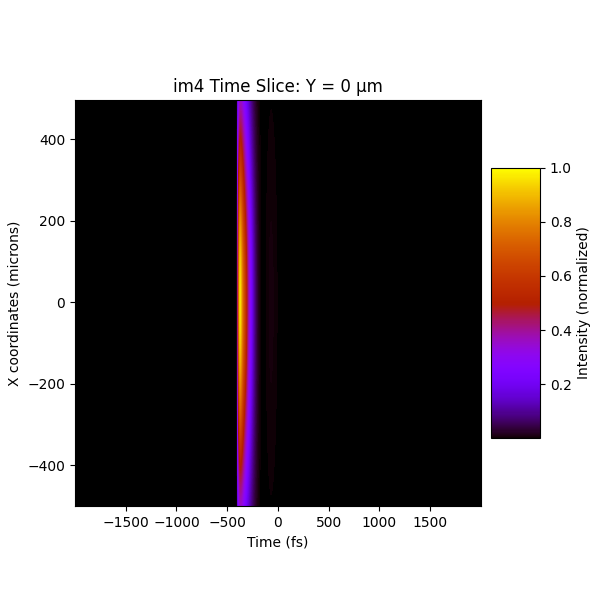 im4 Time Slice: Y = 0 μm
400
200
0
−200
−400
X coordinates (microns)
−1500 −1000 −500 0 500 1000 1500
Time (fs)
1.0
0.8
0.6
0.4
0.2
Intensity (normalized)